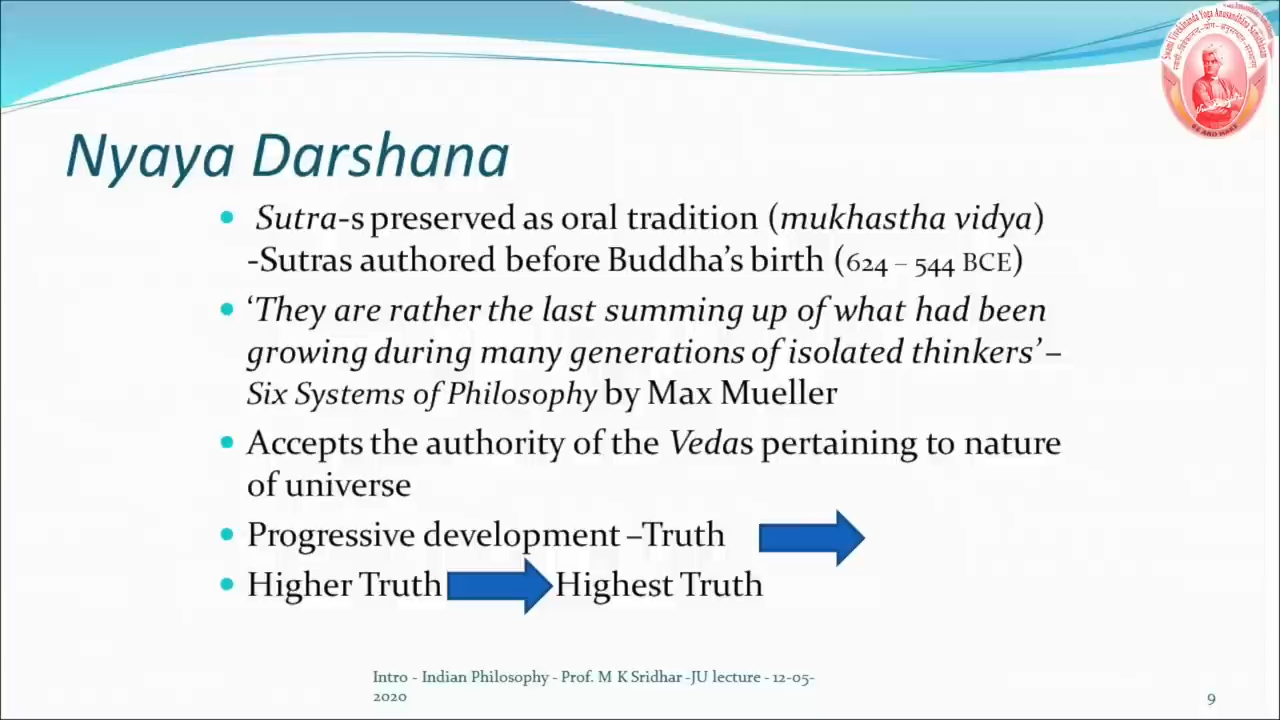 Nyaya Darshana
• Sutra-s preserved as oral tradition (mukhastha vidya)
-Sutras authored before Buddha's birth (624 – 544 BCE)
• ‘They are rather the last summing up of what had been
growing during many generations of isolated thinkers’ –
Six Systems of Philosophy by Max Mueller
• Accepts the authority of the Vedas pertaining to nature
of universe
• Progressive development –Truth
• Higher Truth Highest Truth
Intro - Indian Philosophy - Prof. M K Sridhar -JU lecture - 12-05-
2020
9